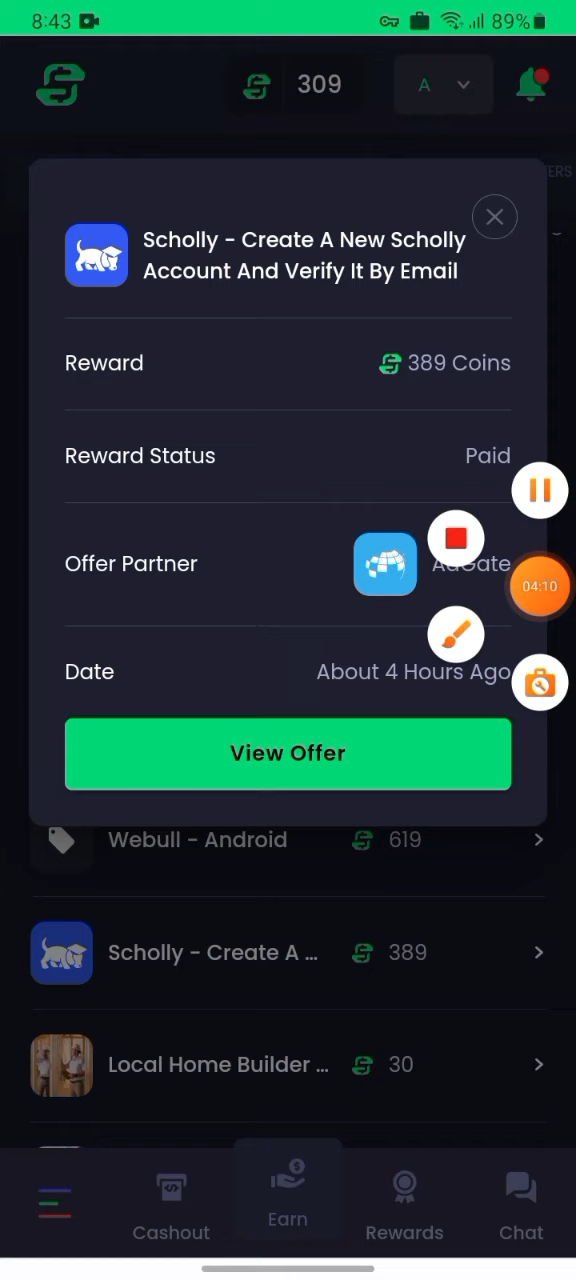 8:43
89%
309
A
ERS
Scholly - Create A New Scholly
Account And Verify It By Email
Reward
389 Coins
Reward Status
Paid
Offer Partner
AdGate
04:10
Date
About 4 Hours Ago
View Offer
Webull - Android
619
Scholly - Create A ...
389
Local Home Builder ...
30
Cashout
Earn
Rewards
Chat